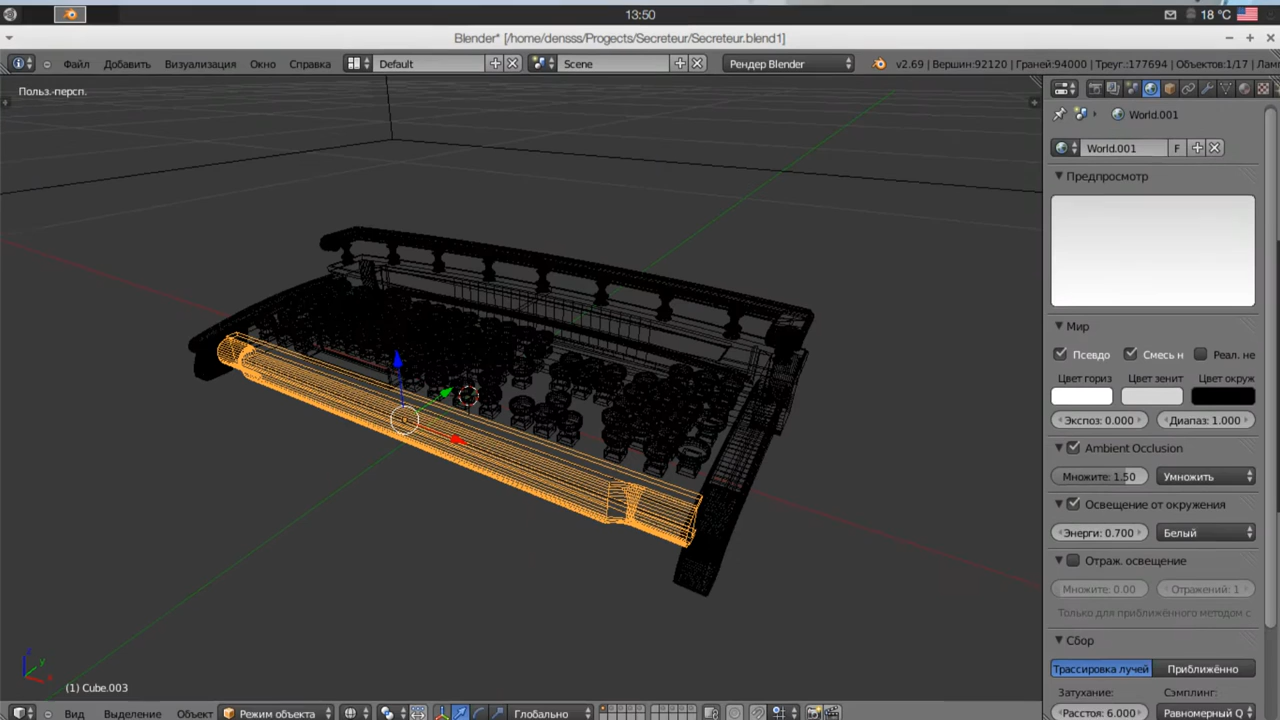 13:50
18 °C
Blender* [/home/densss/Progects/Secreteur/Secreteur.blend1]
Файл Добавить Визуализация Окно Справка Default Scene Рендер Blender v2.69 | Вершин:92120 | Граней:94000 | Треуг.:177694 | Объектов:1/17 | Ламп
Польз.-персп.
World.001
World.001 F
Предпросмотр
Мир
Псевдо Смесь н Реал. не
Цвет гориз Цвет зенит Цвет окруж
Экспоз: 0.000 Диапаз: 1.000
Ambient Occlusion
Множите: 1.50 Умножить
Освещение от окружения
Энерги: 0.700 Белый
Отраж. освещение
Множите: 0.00 Отражений: 1
Только для приближённого методом с
Сбор
Трассировка лучей Приближённо
Затухание: Сэмплинг:
Расстоя: 6.000 Равномерный Q
z
y
x
(1) Cube.003
Вид Выделение Объект Режим объекта Глобально